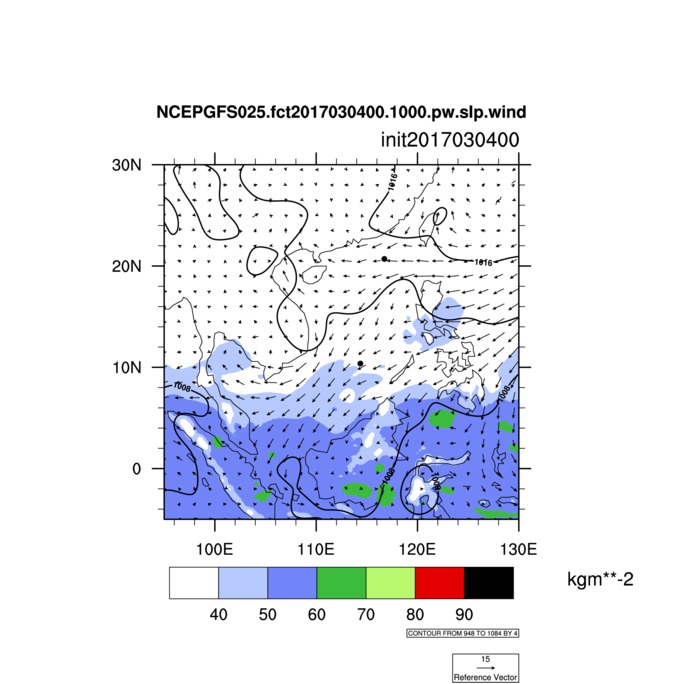 NCEPGFS025.fct2017030400.1000.pw.slp.wind
init2017030400
30N
1016
20N
1016
10N
1008
1008
0
1008
1008
100E 110E 120E 130E
kgm**-2
40 50 60 70 80 90
CONTOUR FROM 948 TO 1084 BY 4
15
Reference Vector